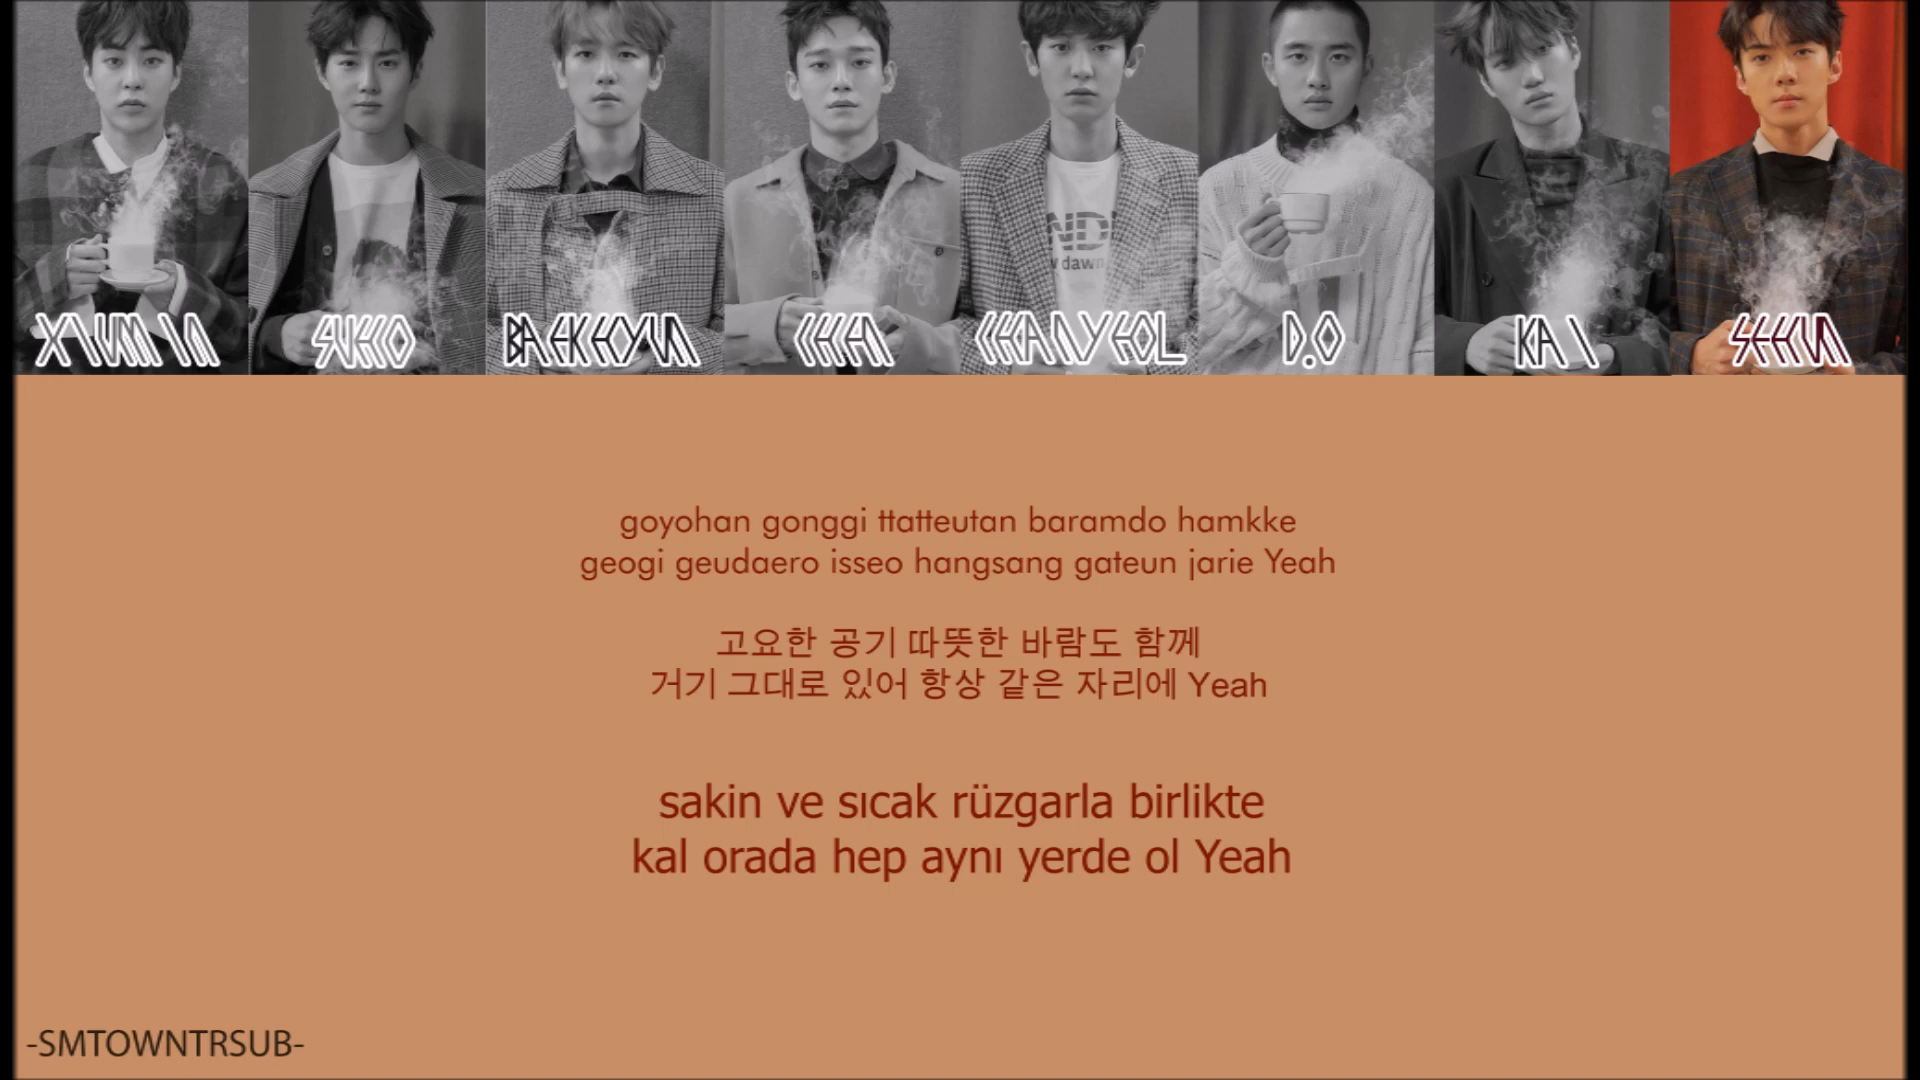 XIUMIN SUHO BAEKHYUN CHEN CHANYEOL D.O KAI SEHUN
ND
w dawn
goyohan gonggi ttatteutan baramdo hamkke
geogi geudaero isseo hangsang gateun jarie Yeah
고요한 공기 따뜻한 바람도 함께
거기 그대로 있어 항상 같은 자리에 Yeah
sakin ve sıcak rüzgarla birlikte
kal orada hep aynı yerde ol Yeah
-SMTOWNTRSUB-